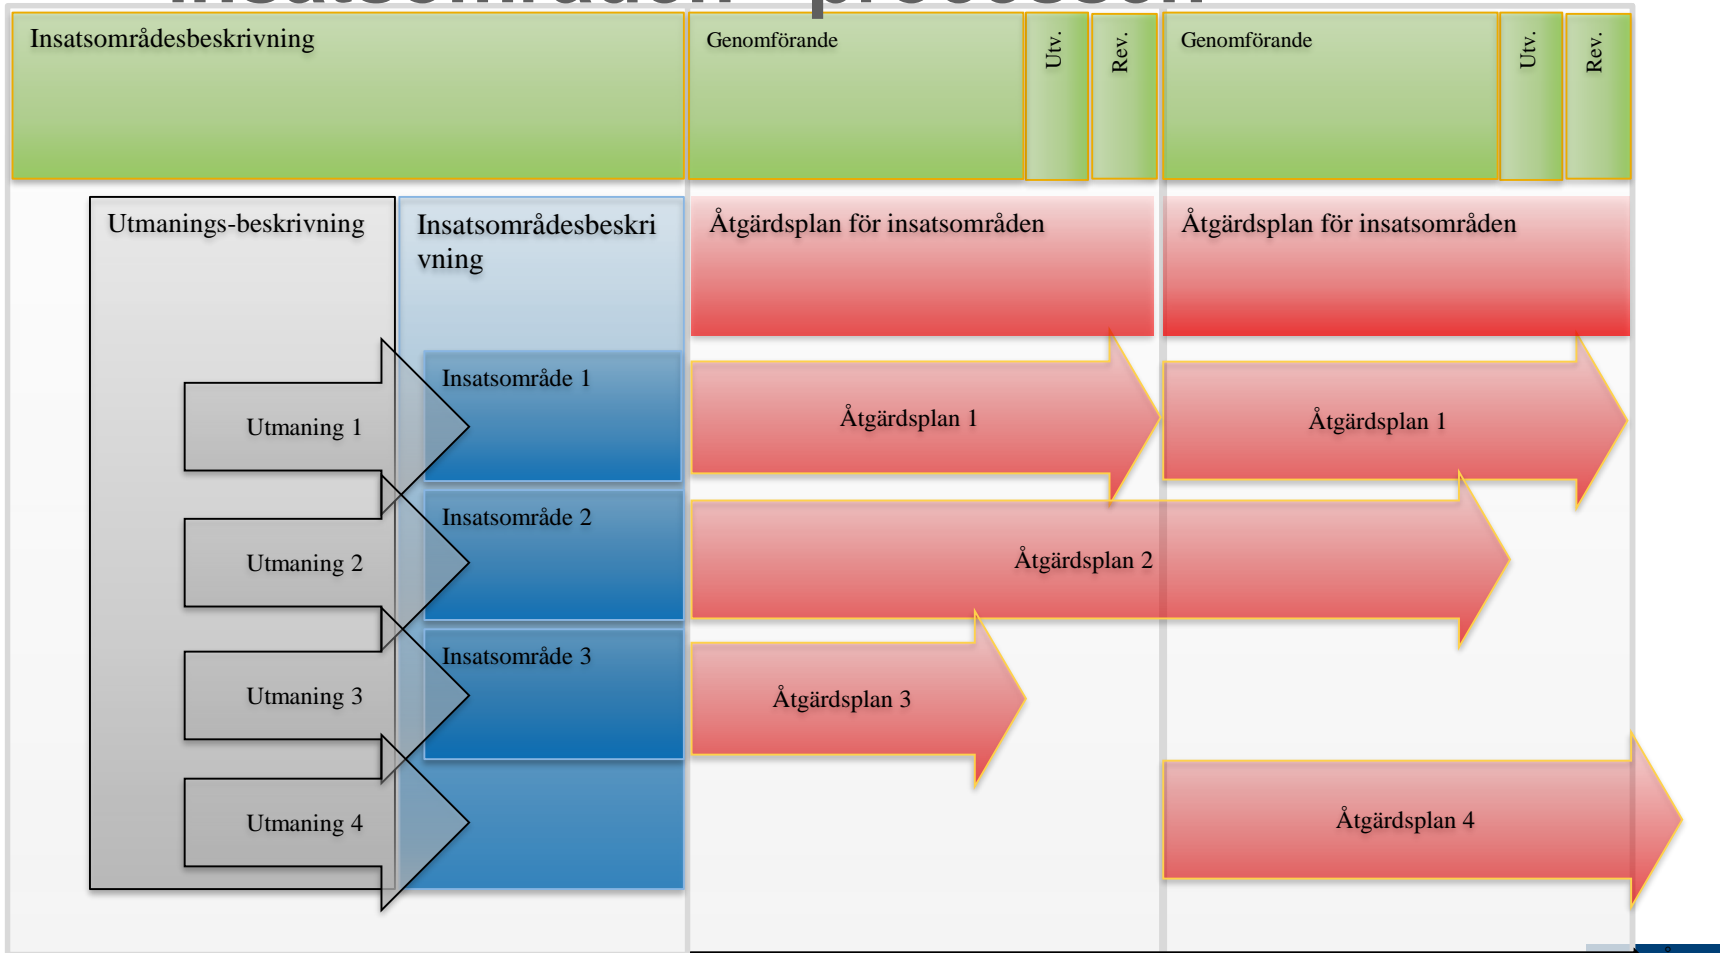 Insatsområden - processen
Insatsområdesbeskrivning
Genomförande
Utv.
Rev.
Genomförande
Utv.
Rev.
Utmanings-beskrivning
Insatsområdesbeskri
vning
Åtgärdsplan för insatsområden
Åtgärdsplan för insatsområden
Utmaning 1
Insatsområde 1
Åtgärdsplan 1
Åtgärdsplan 1
Utmaning 2
Insatsområde 2
Åtgärdsplan 2
Utmaning 3
Insatsområde 3
Åtgärdsplan 3
Utmaning 4
Åtgärdsplan 4